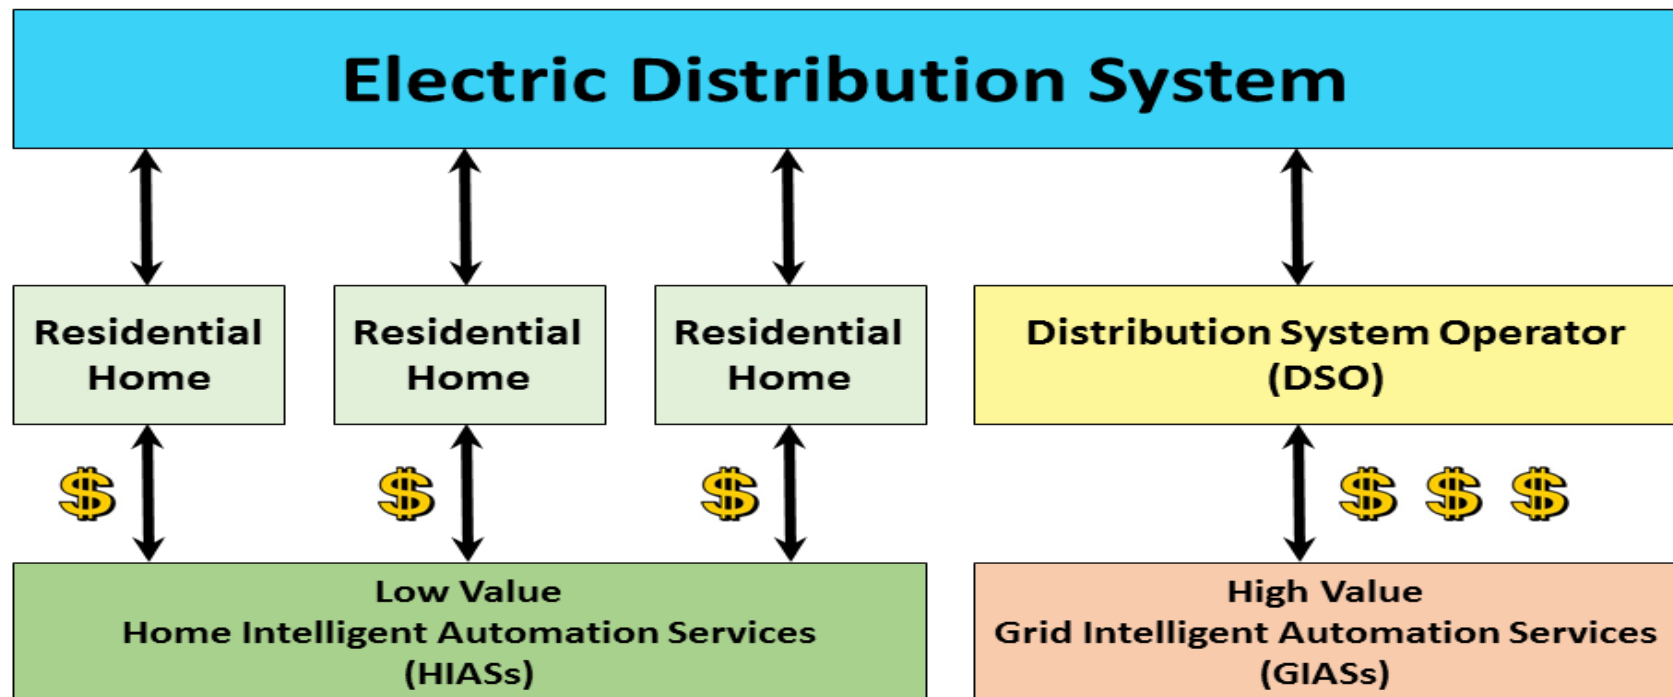 Electric Distribution System
Residential
Home
Residential
Home
Residential
Home
Distribution System Operator
(DSO)
$
$
$
$ $ $
Low Value
Home Intelligent Automation Services
(HIASs)
High Value
Grid Intelligent Automation Services
(GIASs)